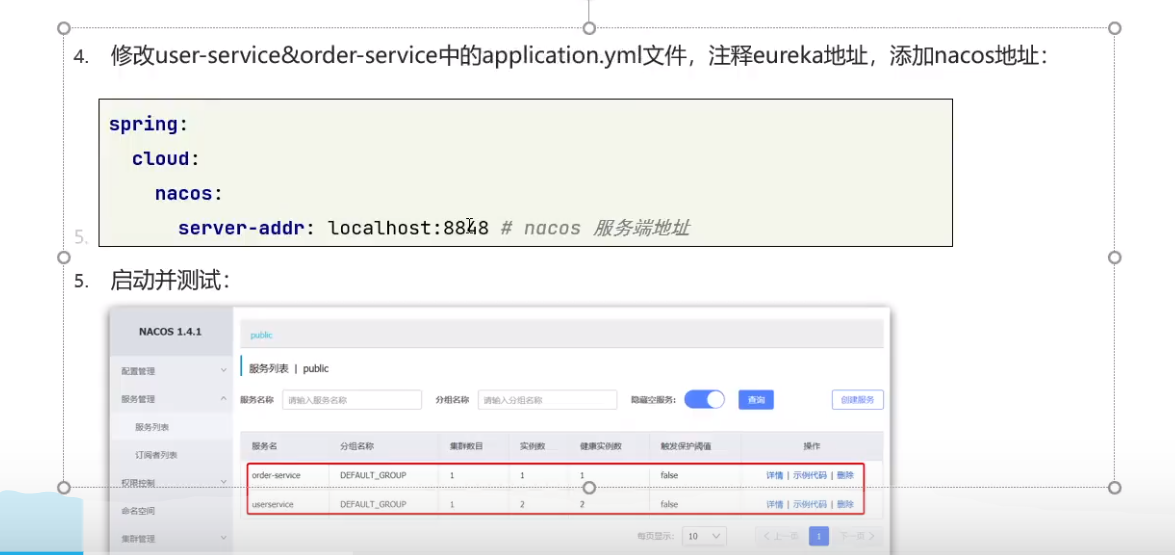 4. 修改user-service&order-service中的application.yml文件，注释eureka地址，添加nacos地址：
spring:
cloud:
nacos:
server-addr: localhost:8848 # nacos 服务端地址
5.
5. 启动并测试：
NACOS 1.4.1
public
配置管理
服务列表 | public
服务管理
服务名称 请输入服务名称 分组名称 请输入分组名称 隐藏空服务: 查询 创建服务
服务列表
服务名 分组名称 集群数目 实例数 健康实例数 触发保护阈值 操作
订阅者列表
order-service DEFAULT_GROUP 1 1 1 false 详情 | 示例代码 | 删除
权限控制
userservice DEFAULT_GROUP 1 2 2 false 详情 | 示例代码 | 删除
命名空间
每页显示: 10 < 上一页 1 下一页 >
集群管理